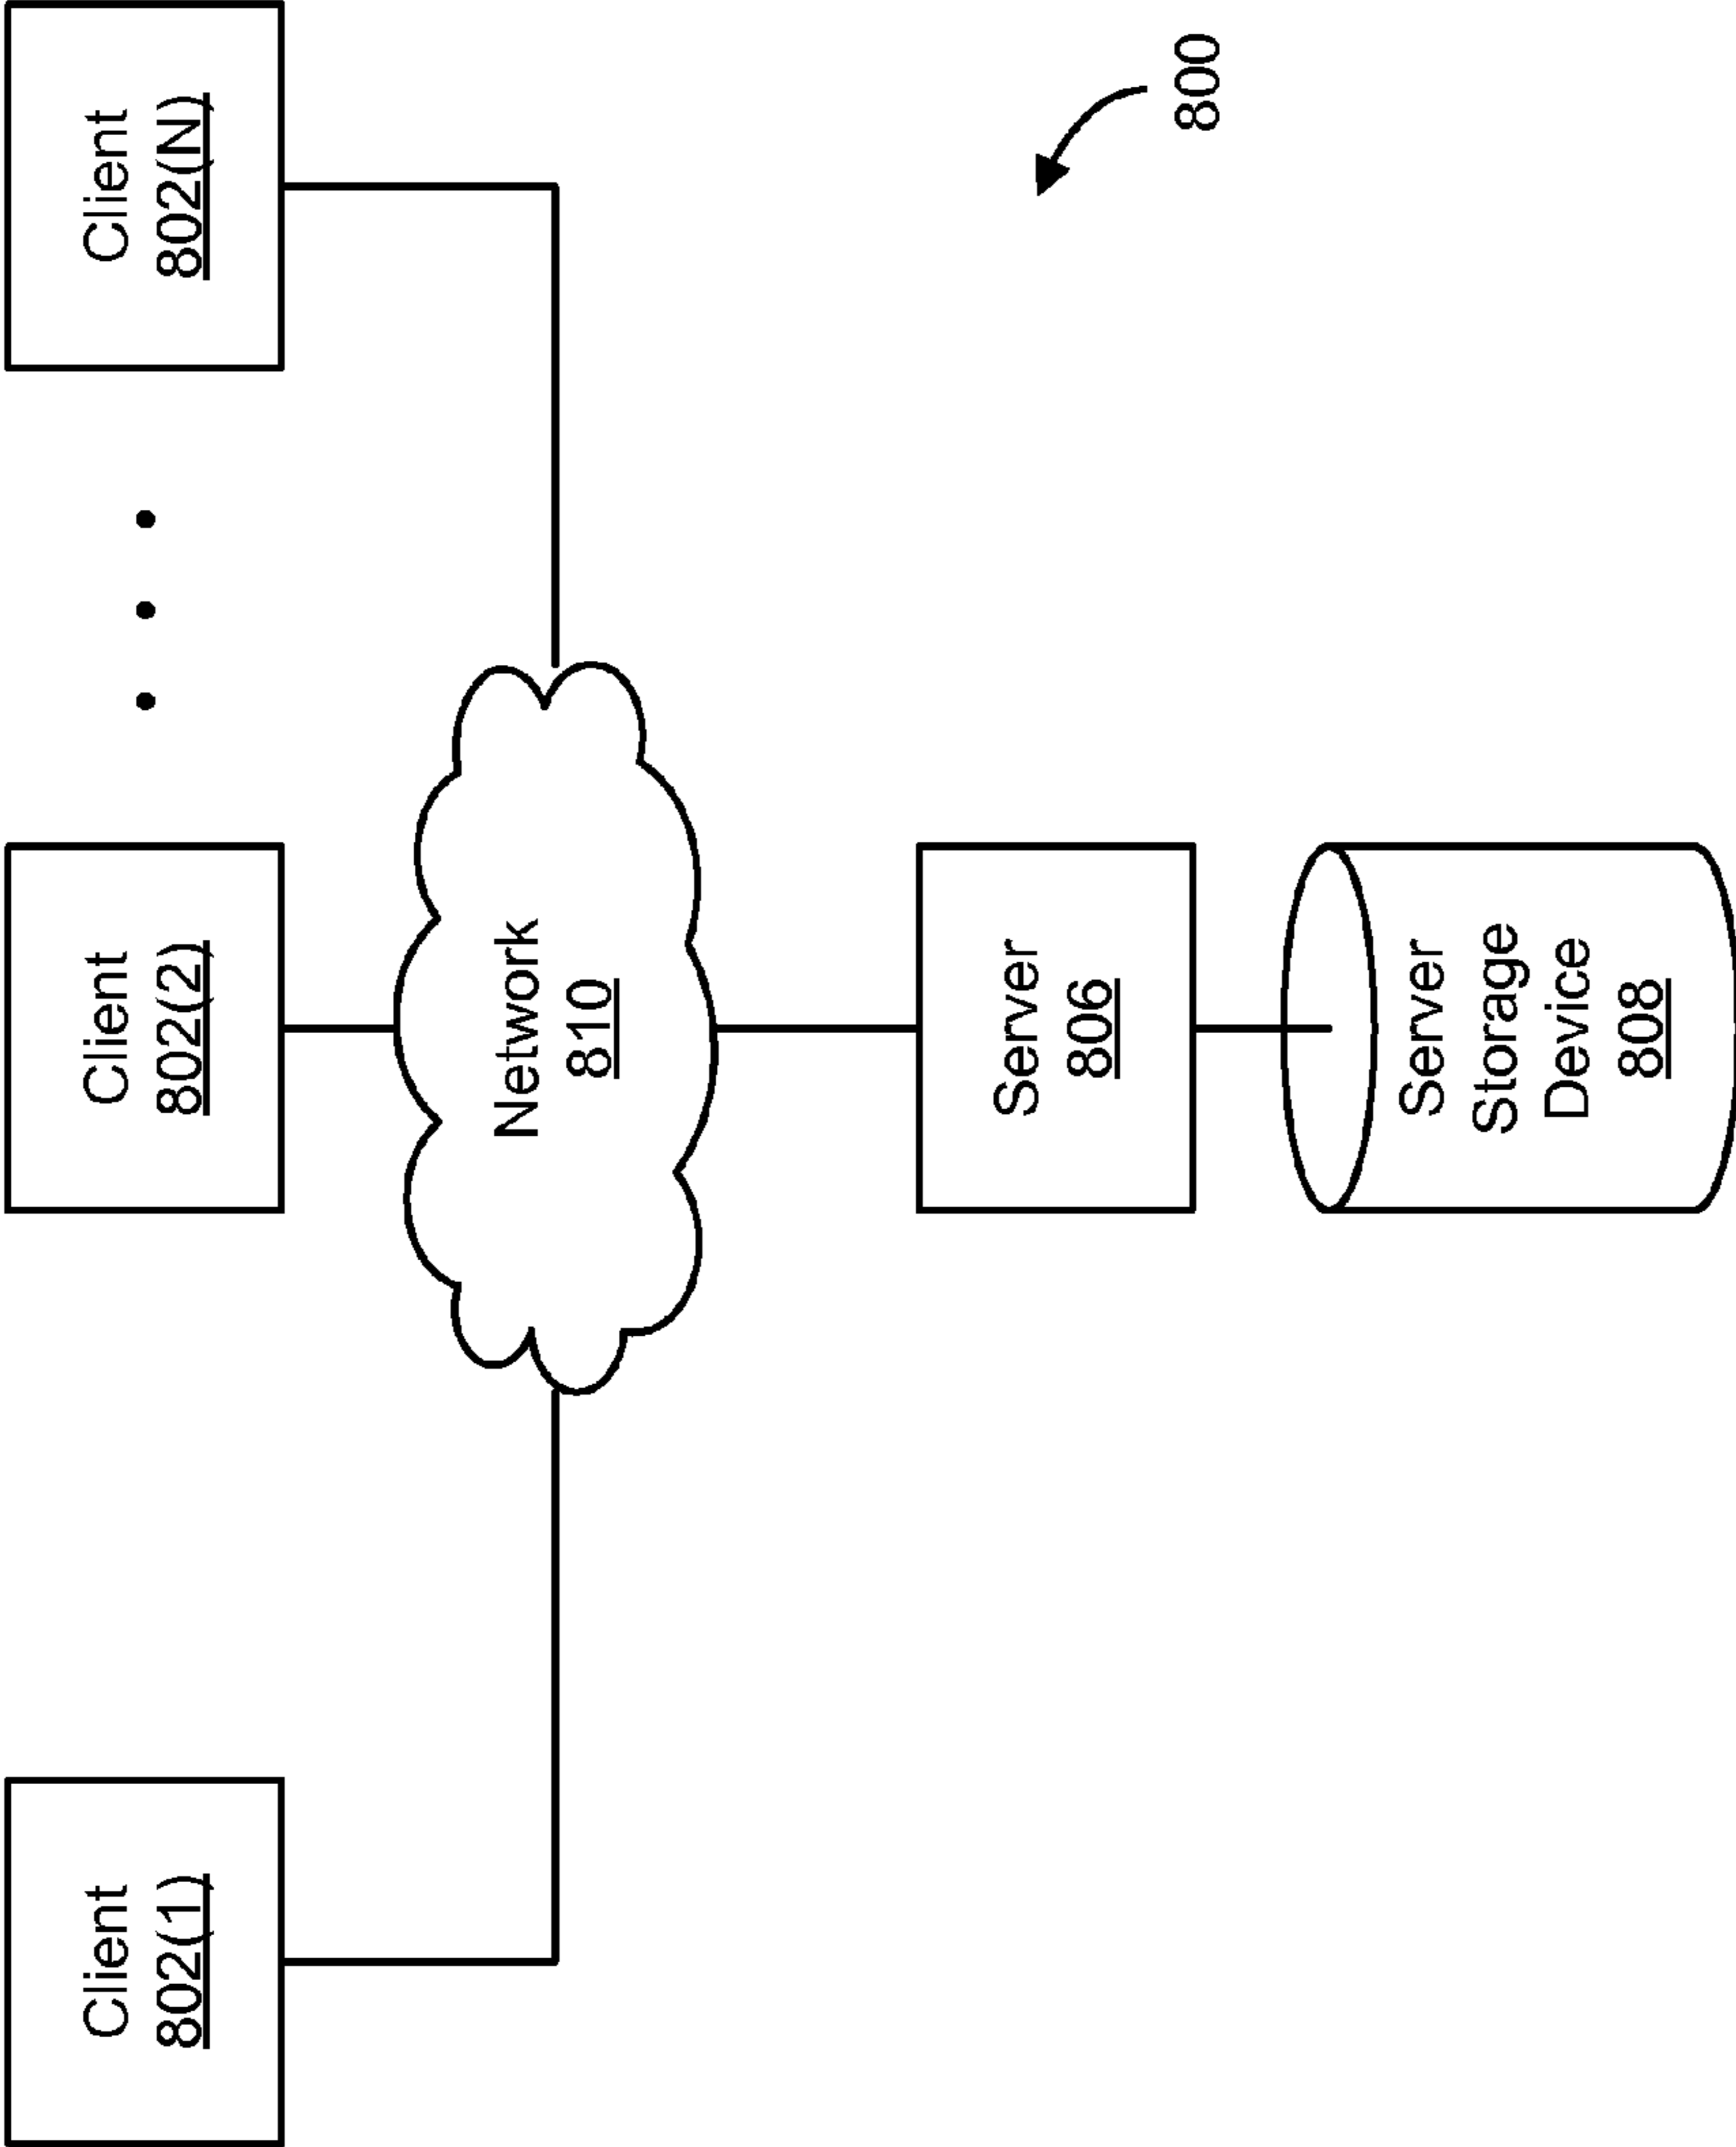 Client
802(1)
Client
802(2)
Client
802(N)
Network
810
Server
806
800
Server
Storage
Device
808